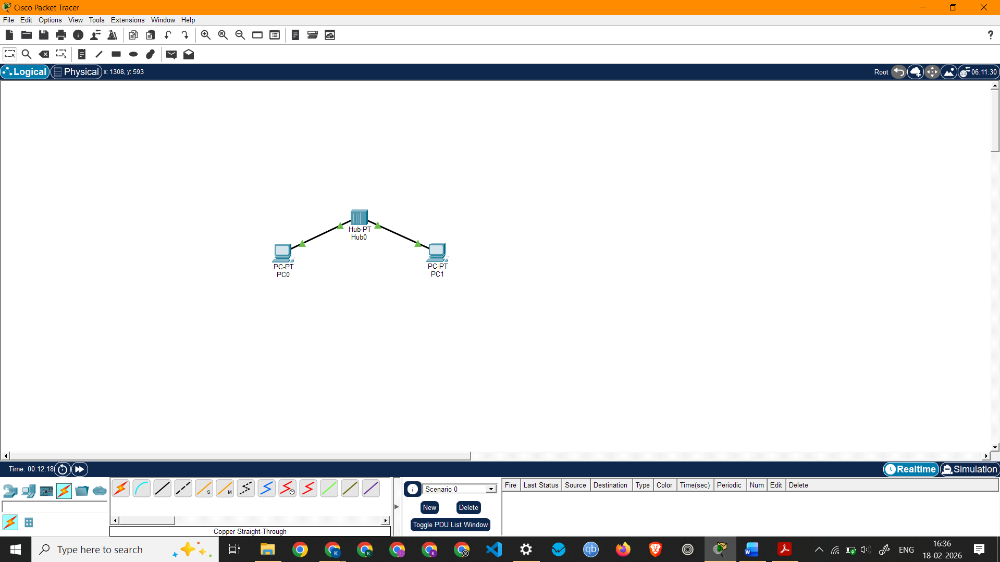 Cisco Packet Tracer
File Edit Options View Tools Extensions Window Help
?
Logical Physical x: 1308, y: 593 Root 06:11:30
Hub-PT
Hub0
PC-PT
PC0
PC-PT
PC1
Time: 00:12:18 Realtime Simulation
S M
Scenario 0
New Delete
Toggle PDU List Window
Fire Last Status Source Destination Type Color Time(sec) Periodic Num Edit Delete
Copper Straight-Through
Type here to search
K K I K
qb
W
ENG
16:36
18-02-2026